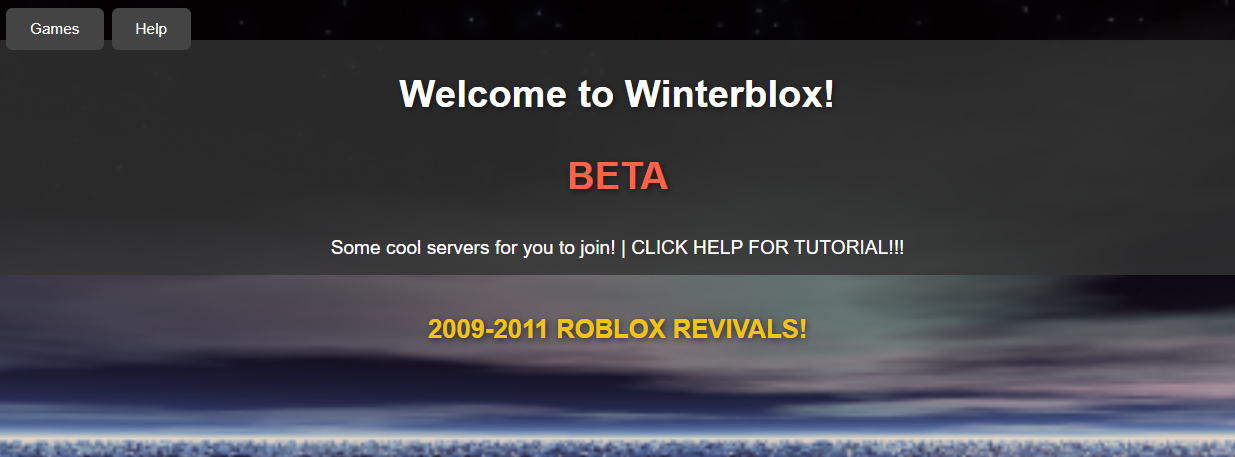 Games
Help
Welcome to Winterblox!
BETA
Some cool servers for you to join! | CLICK HELP FOR TUTORIAL!!!
2009-2011 ROBLOX REVIVALS!